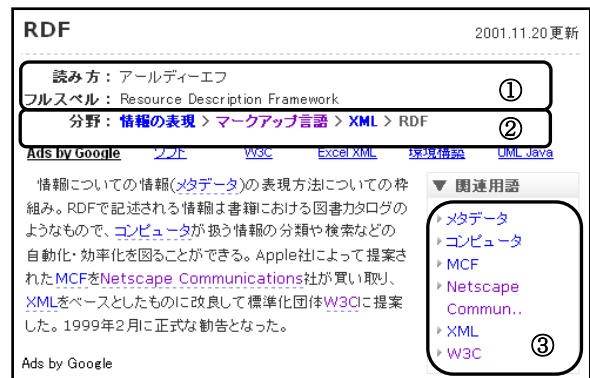 RDF
2001.11.20更新
読み方： アールディーエフ
フルスペル： Resource Description Framework
①
分野： 情報の表現 > マークアップ言語 > XML > RDF
②
Ads by Google ソフト W3C Excel XML 環境構築 UML Java
情報についての情報(メタデータ)の表現方法についての枠
組み。RDFで記述される情報は書籍における図書カタログの
ようなもので、コンピュータが扱う情報の分類や検索などの
自動化・効率化を図ることができる。Apple社によって提案さ
れたMCFをNetscape Communications社が買い取り、
XMLをベースとしたものに改良して標準化団体W3Cに提案
した。1999年2月に正式な勧告となった。
Ads by Google
▼ 関連用語
メタデータ
コンピュータ
MCF
Netscape
Commun..
XML
W3C
③